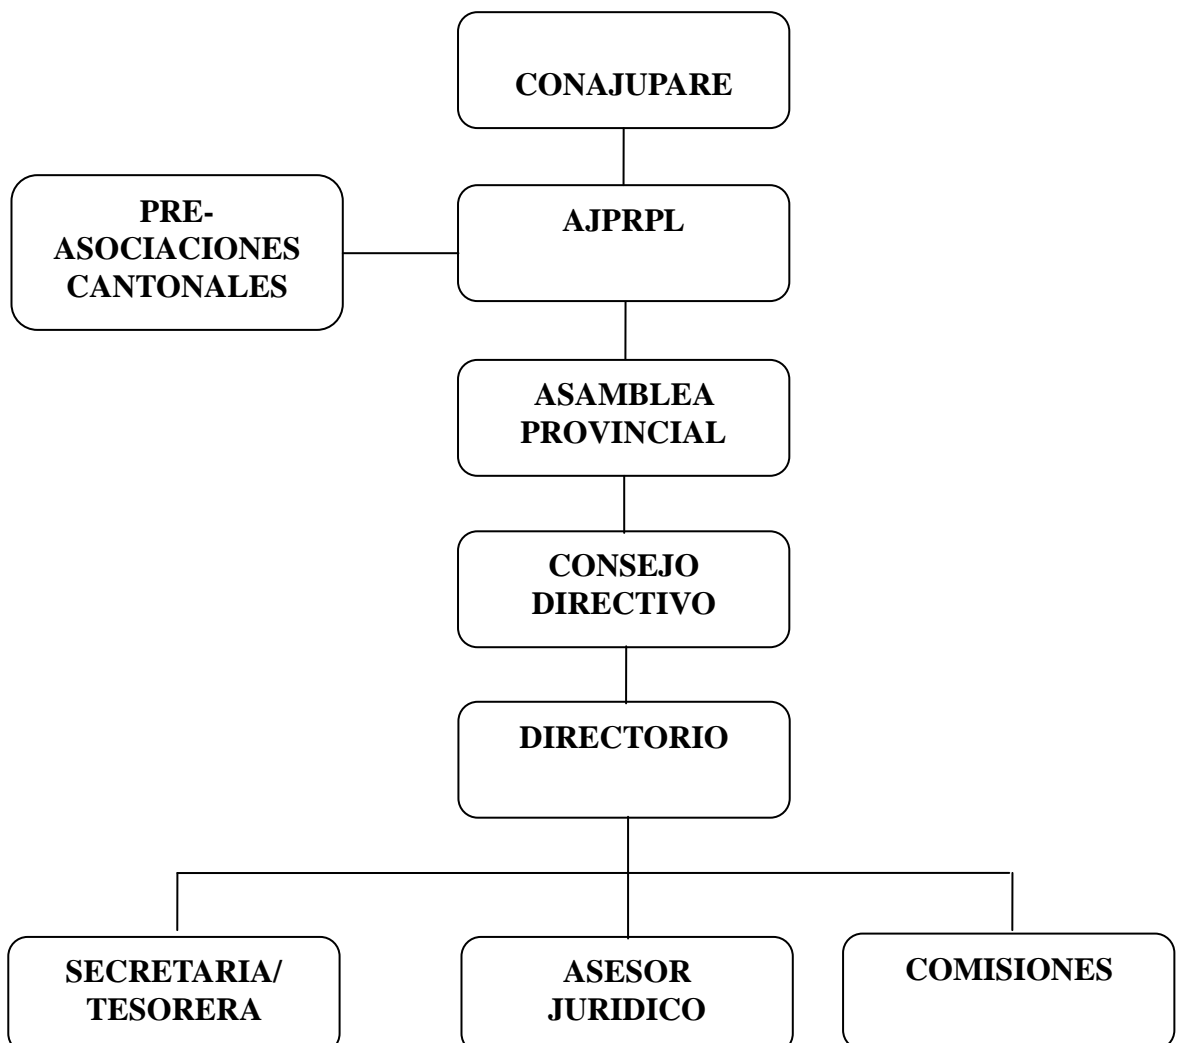 CONAJUPARE
PRE-
ASOCIACIONES
CANTONALES
AJPRPL
ASAMBLEA
PROVINCIAL
CONSEJO
DIRECTIVO
DIRECTORIO
SECRETARIA/
TESORERA
ASESOR
JURIDICO
COMISIONES